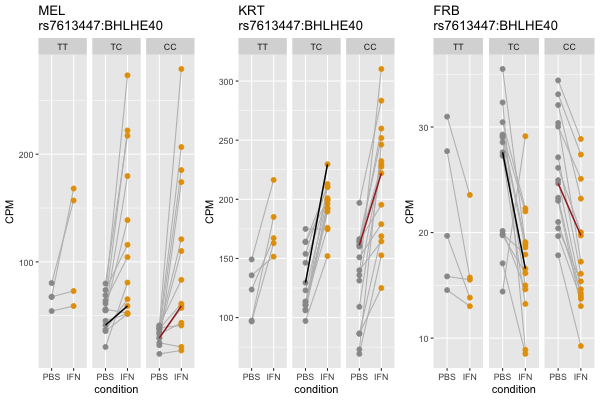 MEL
rs7613447:BHLHE40
TT TC CC
200
100
CPM
PBS IFN PBS IFN PBS IFN
condition
KRT
rs7613447:BHLHE40
TT TC CC
300
250
200
150
100
CPM
PBS IFN PBS IFN PBS IFN
condition
FRB
rs7613447:BHLHE40
TT TC CC
30
20
10
CPM
PBS IFN PBS IFN PBS IFN
condition